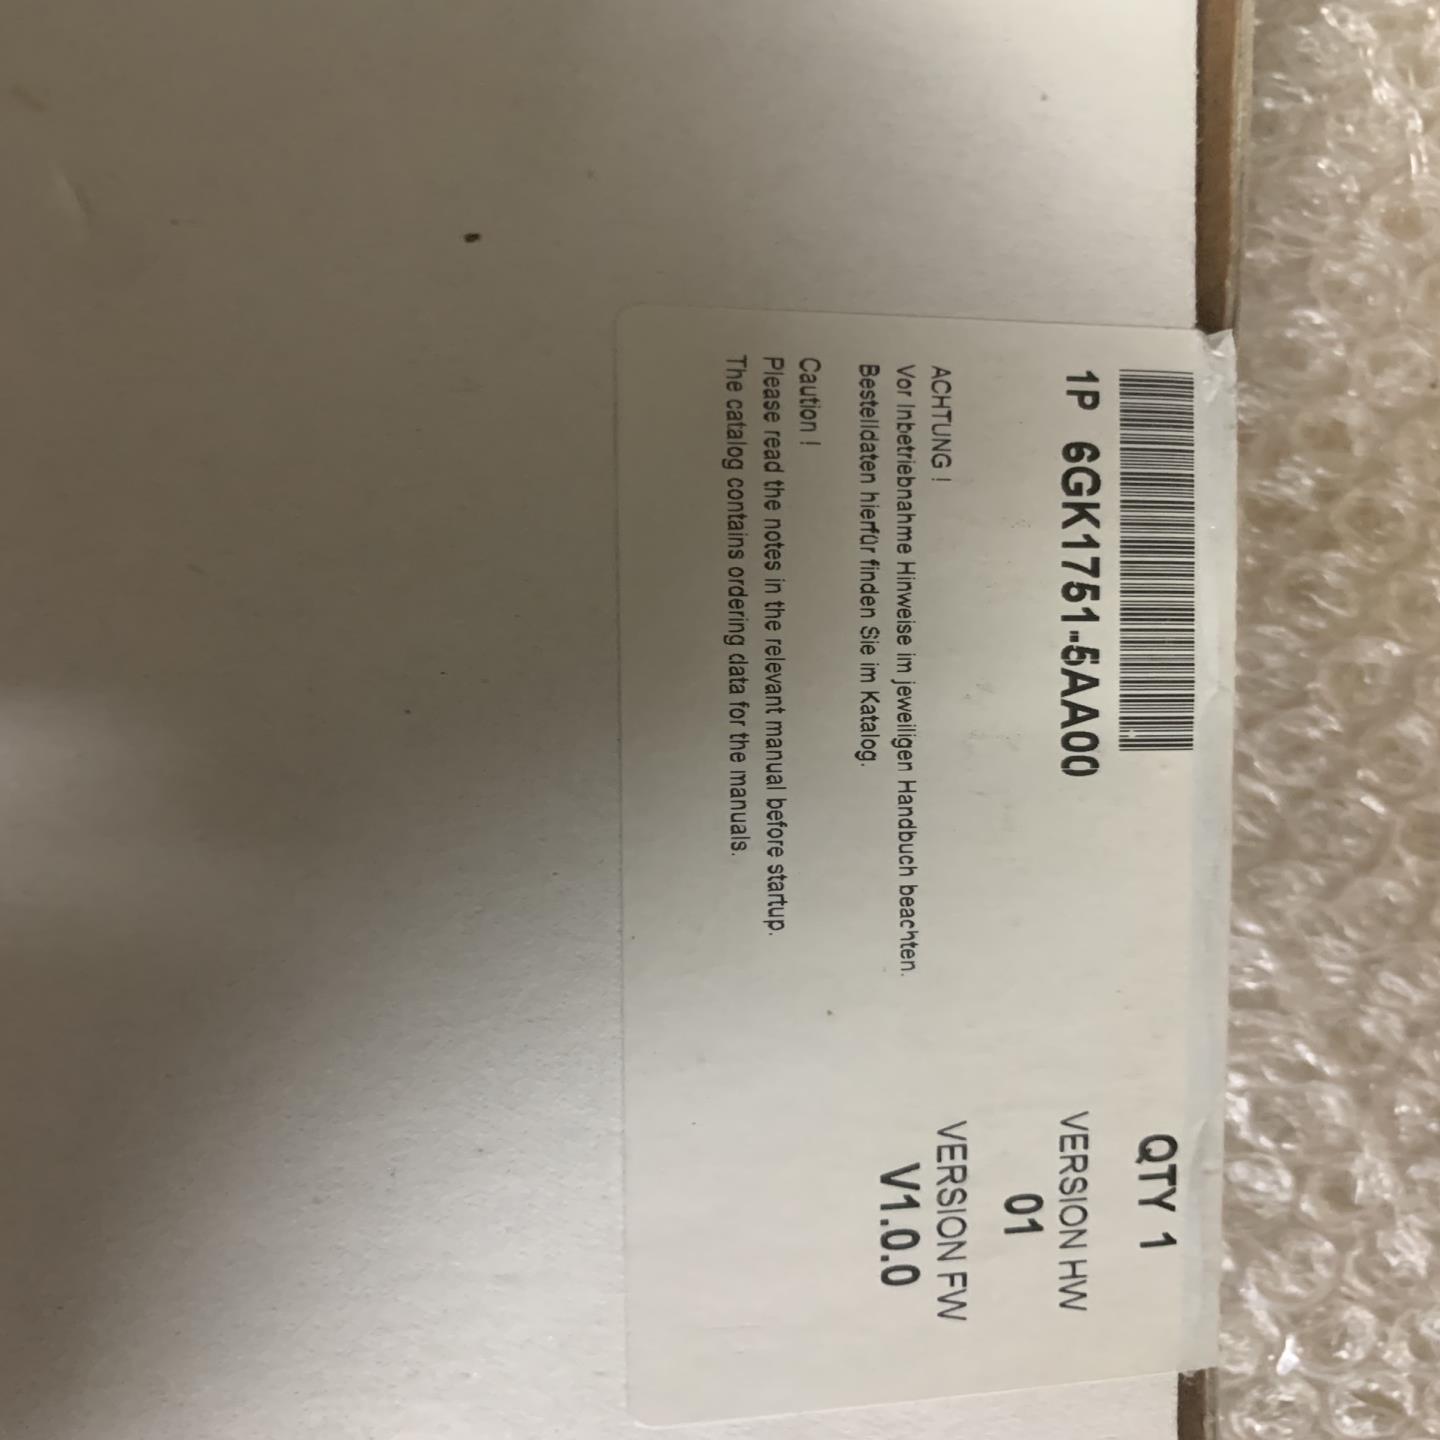 QTY 1
1P 6GK1751-5AA00
VERSION HW
01
ACHTUNG !
Vor Inbetriebnahme Hinweise im jeweiligen Handbuch beachten.
Bestelldaten hierfür finden Sie im Katalog.
VERSION FW
V1.0.0
Caution !
Please read the notes in the relevant manual before startup.
The catalog contains ordering data for the manuals.